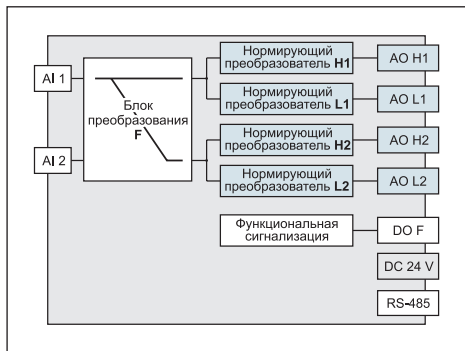 AI 1
AI 2
Блок
преобразования
F
Нормирующий
преобразователь H1
AO H1
Нормирующий
преобразователь L1
AO L1
Нормирующий
преобразователь H2
AO H2
Нормирующий
преобразователь L2
AO L2
Функциональная
сигнализация
DO F
DC 24 V
RS-485